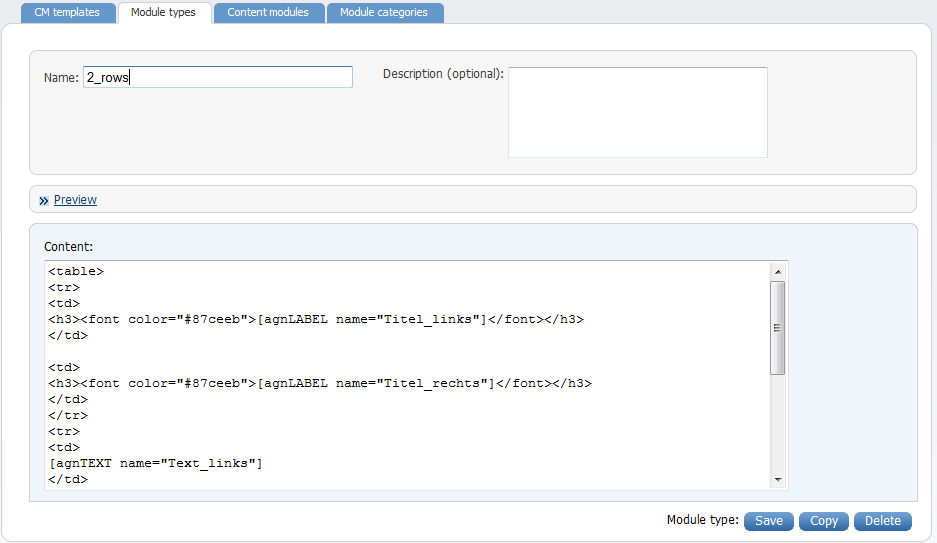 CM templates Module types Content modules Module categories
Name: 2_rows Description (optional):
Preview
Content:
<table>
<tr>
<td>
<h3><font color="#87ceeb">[agnLABEL name="Titel_links"]</font></h3>
</td>
<td>
<h3><font color="#87ceeb">[agnLABEL name="Titel_rechts"]</font></h3>
</td>
</tr>
<tr>
<td>
[agnTEXT name="Text_links"]
</td>
Module type: Save Copy Delete